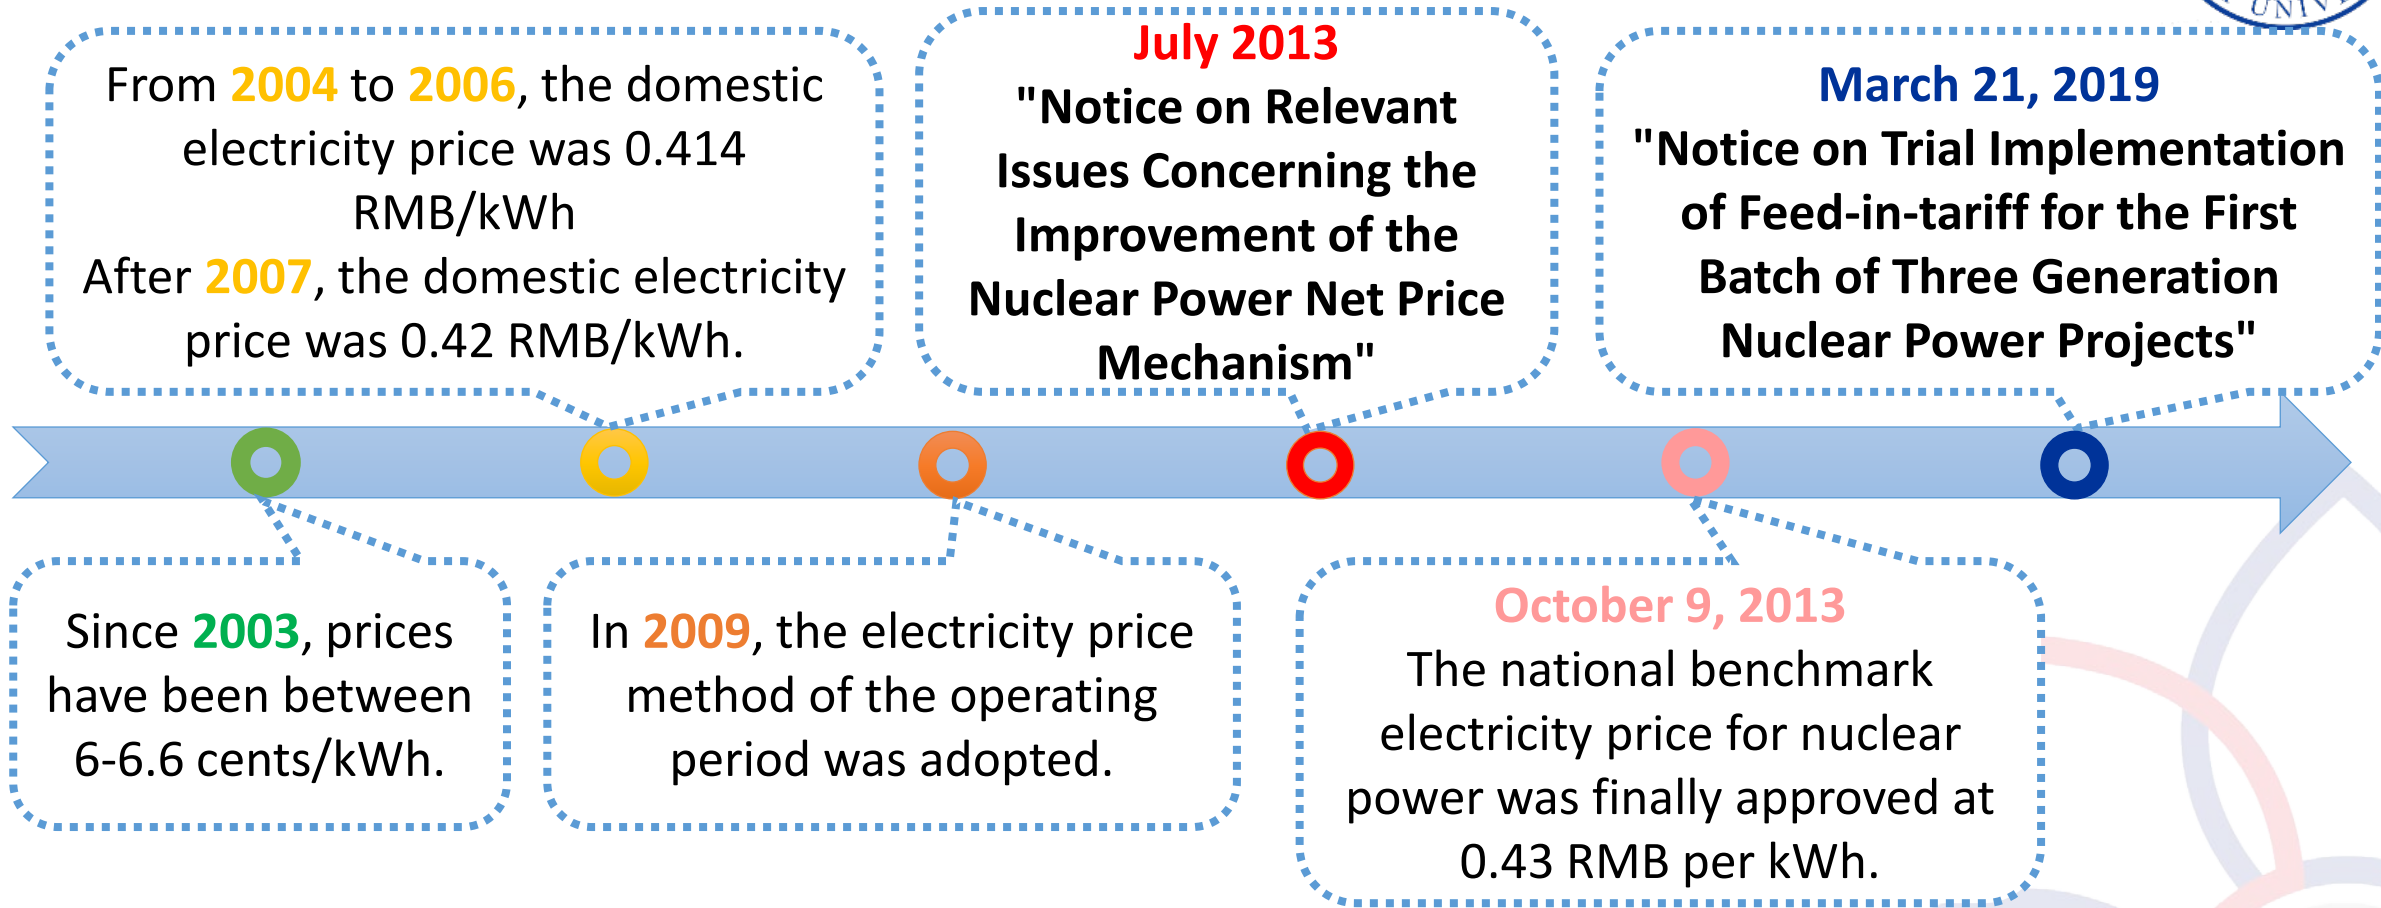 From 2004 to 2006, the domestic
electricity price was 0.414
RMB/kWh
After 2007, the domestic electricity
price was 0.42 RMB/kWh.
July 2013
"Notice on Relevant
Issues Concerning the
Improvement of the
Nuclear Power Net Price
Mechanism"
March 21, 2019
"Notice on Trial Implementation
of Feed-in-tariff for the First
Batch of Three Generation
Nuclear Power Projects"
Since 2003, prices
have been between
6-6.6 cents/kWh.
In 2009, the electricity price
method of the operating
period was adopted.
October 9, 2013
The national benchmark
electricity price for nuclear
power was finally approved at
0.43 RMB per kWh.